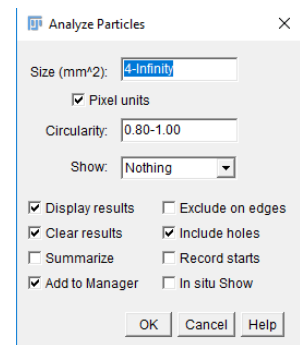 Analyze Particles
Size (mm^2): 4-Infinity
Pixel units
Circularity: 0.80-1.00
Show: Nothing
Display results Exclude on edges
Clear results Include holes
Summarize Record starts
Add to Manager In situ Show
OK Cancel Help